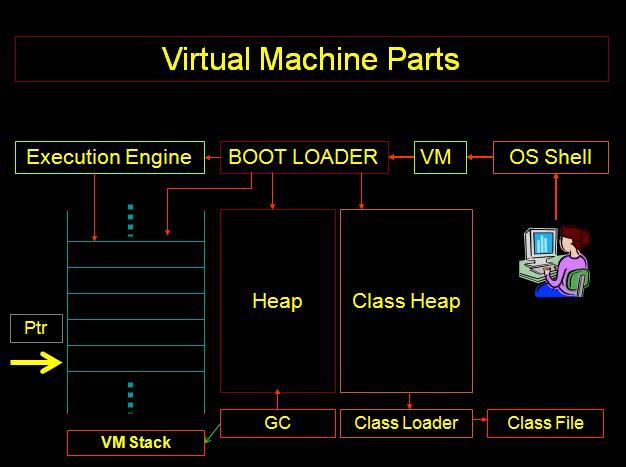 Virtual Machine Parts
Execution Engine
BOOT LOADER
VM
OS Shell
Heap
Class Heap
Ptr
GC
Class Loader
Class File
VM Stack